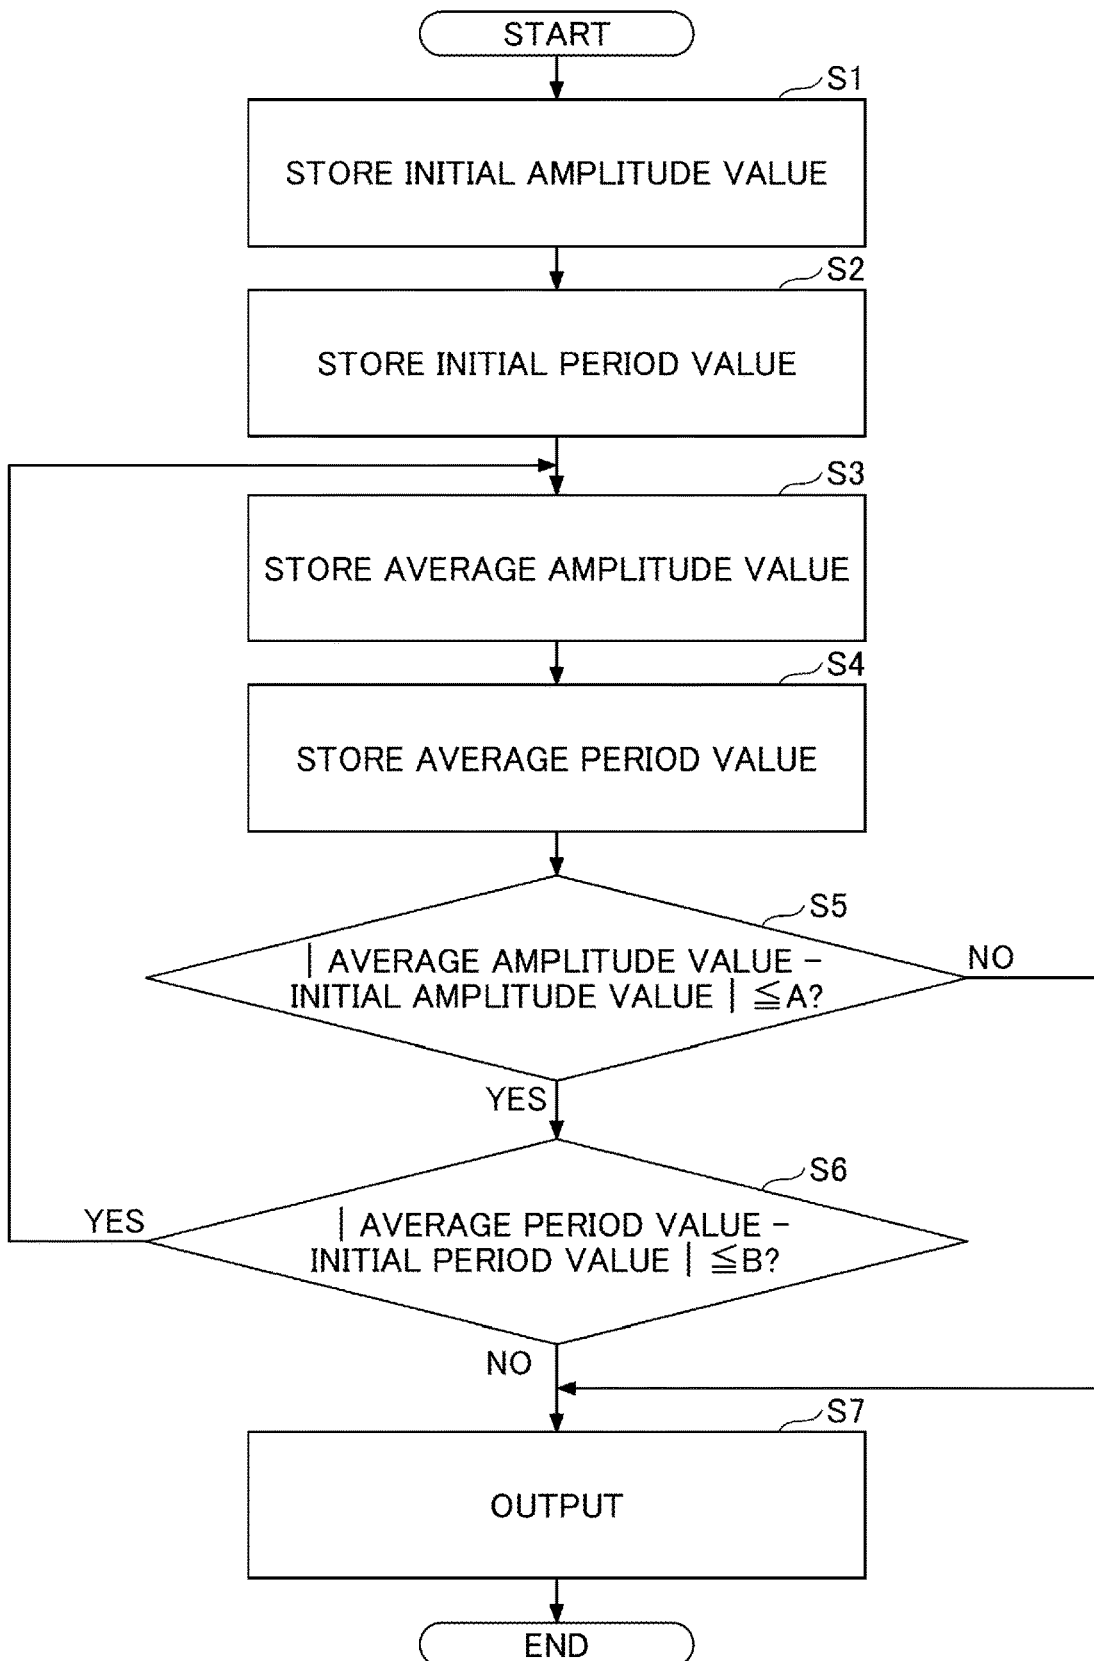 START
S1
STORE INITIAL AMPLITUDE VALUE
S2
STORE INITIAL PERIOD VALUE
S3
STORE AVERAGE AMPLITUDE VALUE
S4
STORE AVERAGE PERIOD VALUE
S5
| AVERAGE AMPLITUDE VALUE –
INITIAL AMPLITUDE VALUE | ≦A?
NO
YES
S6
| AVERAGE PERIOD VALUE –
INITIAL PERIOD VALUE | ≦B?
YES
NO
S7
OUTPUT
END